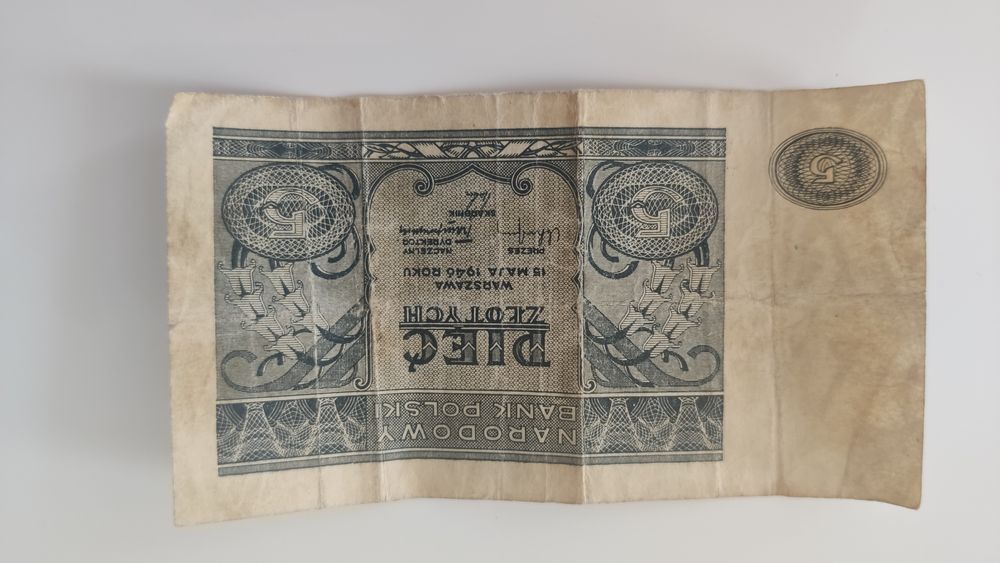 NARODOWY
BANK POLSKI
PIĘĆ
ZŁOTYCH
WARSZAWA
15 MAJA 1946 ROKU
PREZES
NACZELNY
DYREKTOR
SKARBNIK
5
5
5